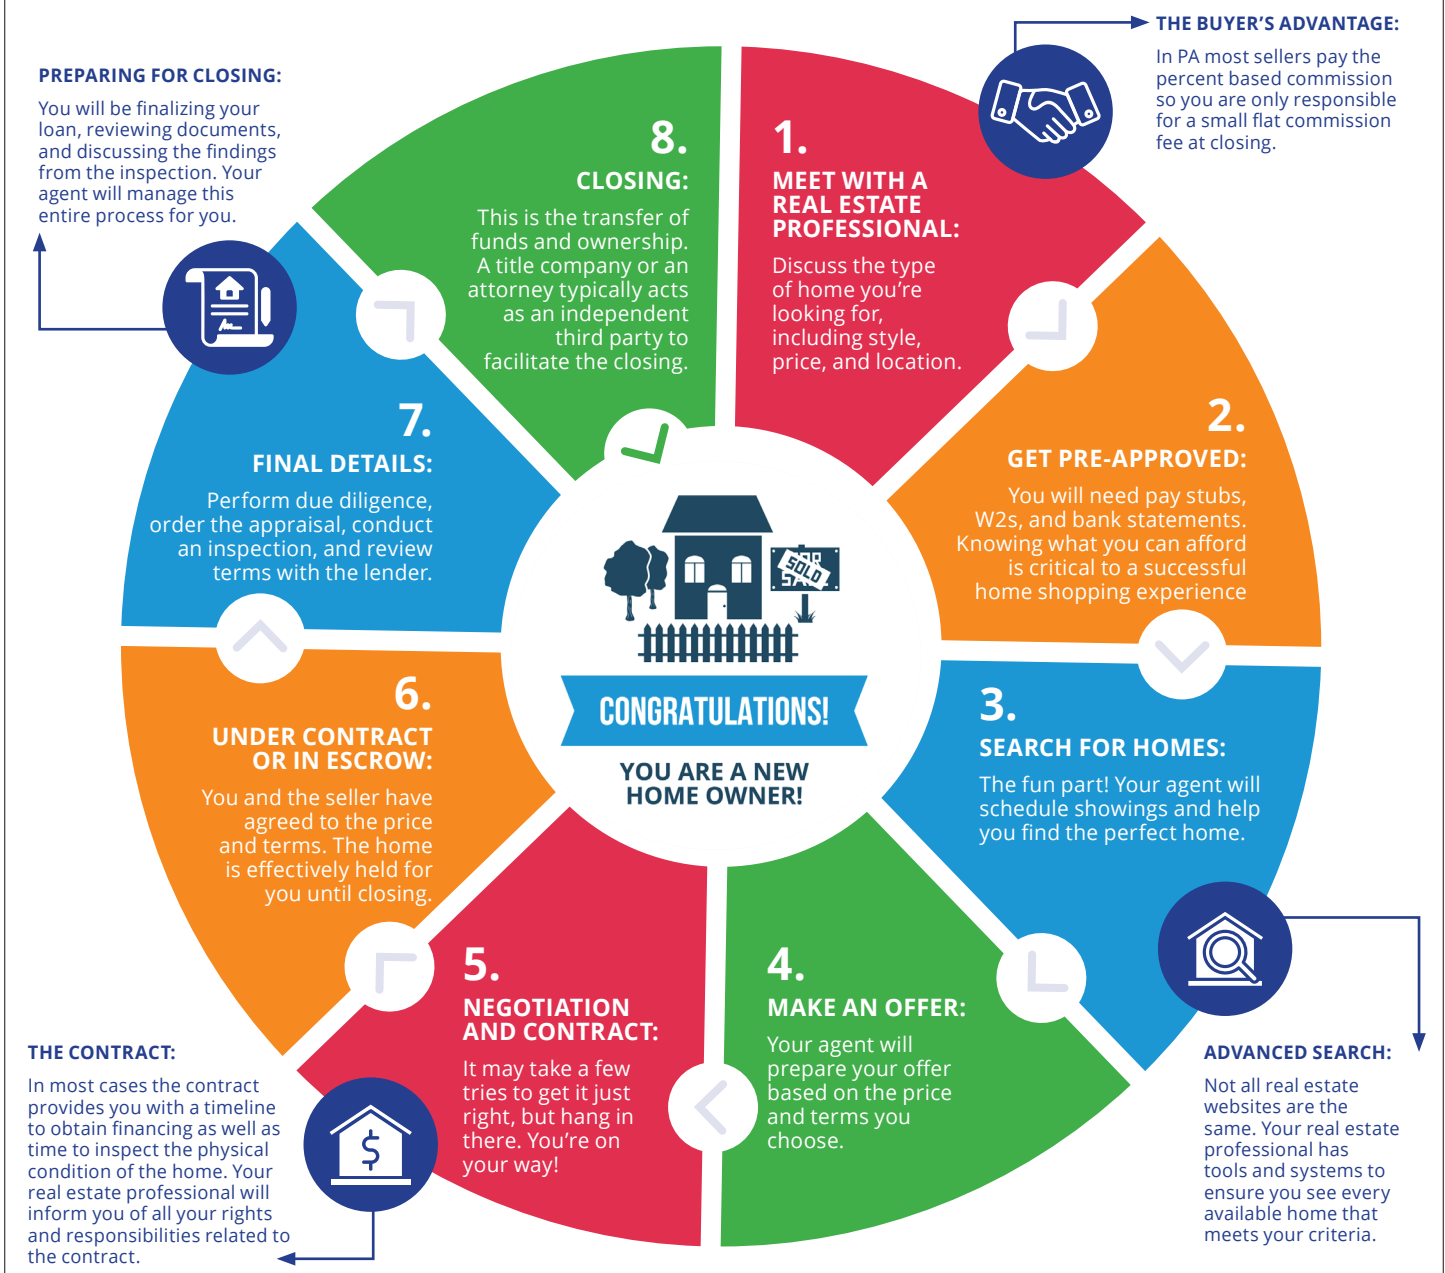 THE BUYER'S ADVANTAGE:
In PA most sellers pay the
percent based commission
so you are only responsible
for a small flat commission
fee at closing.
PREPARING FOR CLOSING:
You will be finalizing your
loan, reviewing documents,
and discussing the findings
from the inspection. Your
agent will manage this
entire process for you.
1.
MEET WITH A
REAL ESTATE
PROFESSIONAL:
Discuss the type
of home you're
looking for,
including style,
price, and location.
2.
GET PRE-APPROVED:
You will need pay stubs,
W2s, and bank statements.
Knowing what you can afford
is critical to a successful
home shopping experience
3.
SEARCH FOR HOMES:
The fun part! Your agent will
schedule showings and help
you find the perfect home.
ADVANCED SEARCH:
Not all real estate
websites are the
same. Your real estate
professional has
tools and systems to
ensure you see every
available home that
meets your criteria.
4.
MAKE AN OFFER:
Your agent will
prepare your offer
based on the price
and terms you
choose.
5.
NEGOTIATION
AND CONTRACT:
It may take a few
tries to get it just
right, but hang in
there. You're on
your way!
THE CONTRACT:
In most cases the contract
provides you with a timeline
to obtain financing as well as
time to inspect the physical
condition of the home. Your
real estate professional will
inform you of all your rights
and responsibilities related to
the contract.
$
6.
UNDER CONTRACT
OR IN ESCROW:
You and the seller have
agreed to the price
and terms. The home
is effectively held for
you until closing.
7.
FINAL DETAILS:
Perform due diligence,
order the appraisal, conduct
an inspection, and review
terms with the lender.
8.
CLOSING:
This is the transfer of
funds and ownership.
A title company or an
attorney typically acts
as an independent
third party to
facilitate the closing.
SOLD
CONGRATULATIONS!
YOU ARE A NEW
HOME OWNER!